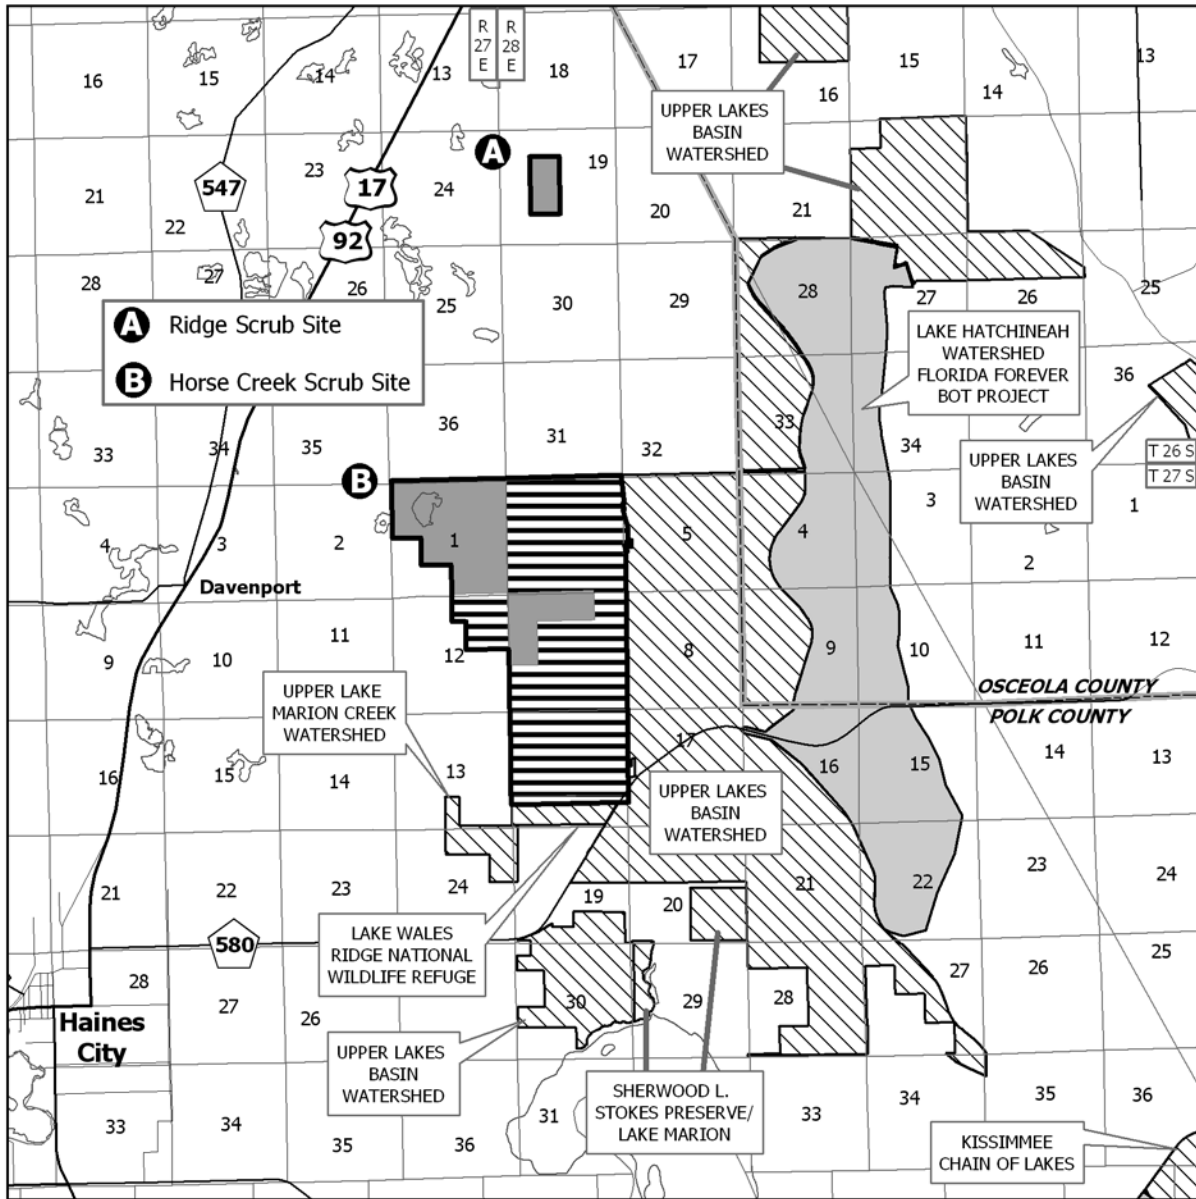 R
27
E
R
28
E
16
15
14
13
18
17
16
15
14
13
UPPER LAKES
BASIN
WATERSHED
A
19
23
24
547
17
21
22
20
21
92
28
27
26
25
30
29
28
27
26
25
A Ridge Scrub Site
B Horse Creek Scrub Site
LAKE HATCHINEAH
WATERSHED
FLORIDA FOREVER
BOT PROJECT
36
33
34
35
36
31
32
33
34
UPPER LAKES
BASIN
WATERSHED
T 26 S
T 27 S
B
4
3
2
1
5
4
3
2
1
Davenport
9
10
11
12
8
9
10
11
12
OSCEOLA COUNTY
POLK COUNTY
UPPER LAKE
MARION CREEK
WATERSHED
16
15
14
13
17
16
15
14
13
UPPER LAKES
BASIN
WATERSHED
21
22
23
24
19
20
21
22
23
24
580
LAKE WALES
RIDGE NATIONAL
WILDLIFE REFUGE
28
27
26
30
29
28
27
26
25
Haines
City
UPPER LAKES
BASIN
WATERSHED
SHERWOOD L.
STOKES PRESERVE/
LAKE MARION
33
34
35
36
31
33
34
35
36
KISSIMMEE
CHAIN OF LAKES